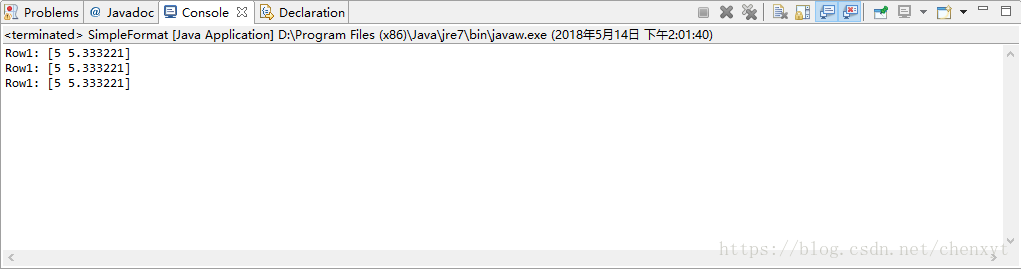 Problems @ Javadoc Console Declaration
<terminated> SimpleFormat [Java Application] D:\Program Files (x86)\Java\jre7\bin\javaw.exe (2018年5月14日 下午2:01:40)
Row1: [5 5.333221]
Row1: [5 5.333221]
Row1: [5 5.333221]
https://blog.csdn.net/chenxyt